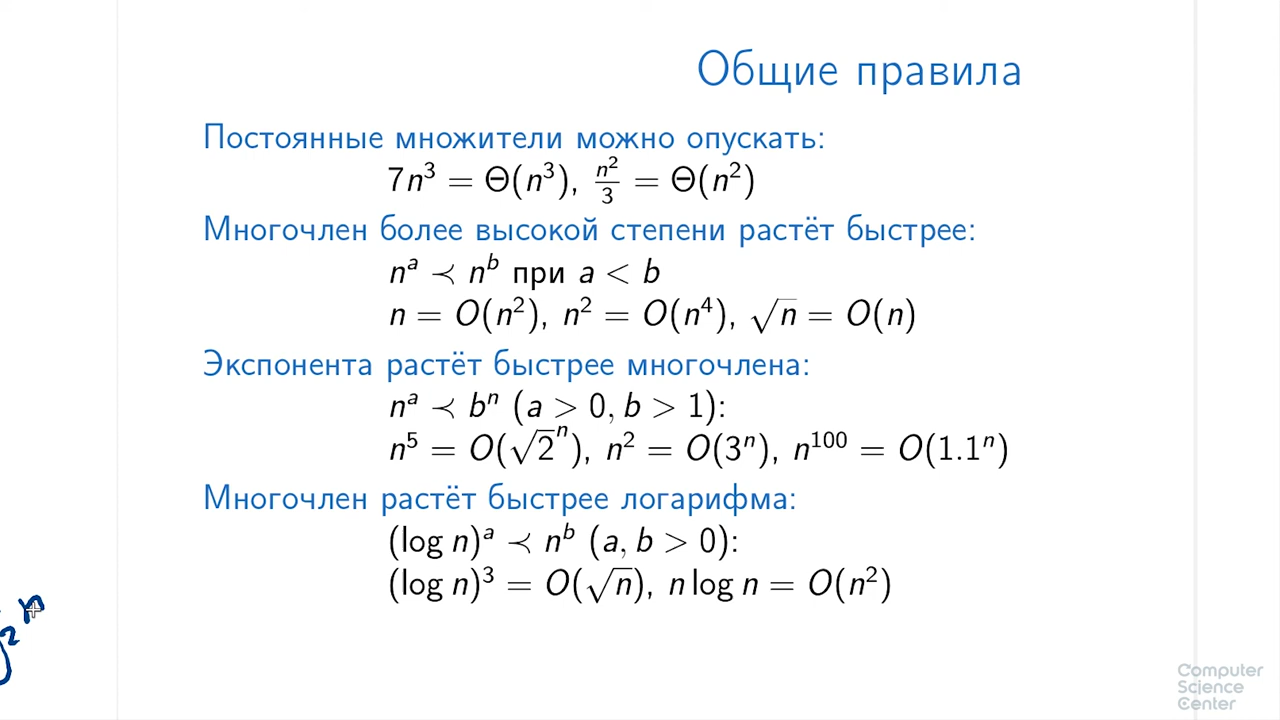 Общие правила
Постоянные множители можно опускать:
7n³ = Θ(n³), n²/3 = Θ(n²)
Многочлен более высокой степени растёт быстрее:
nᵃ ≺ nᵇ при a < b
n = O(n²), n² = O(n⁴), √n = O(n)
Экспонента растёт быстрее многочлена:
nᵃ ≺ bⁿ (a > 0, b > 1):
n⁵ = O(√2ⁿ), n² = O(3ⁿ), n¹⁰⁰ = O(1.1ⁿ)
Многочлен растёт быстрее логарифма:
(log n)ᵃ ≺ nᵇ (a, b > 0):
(log n)³ = O(√n), n log n = O(n²)
Computer
Science
Center